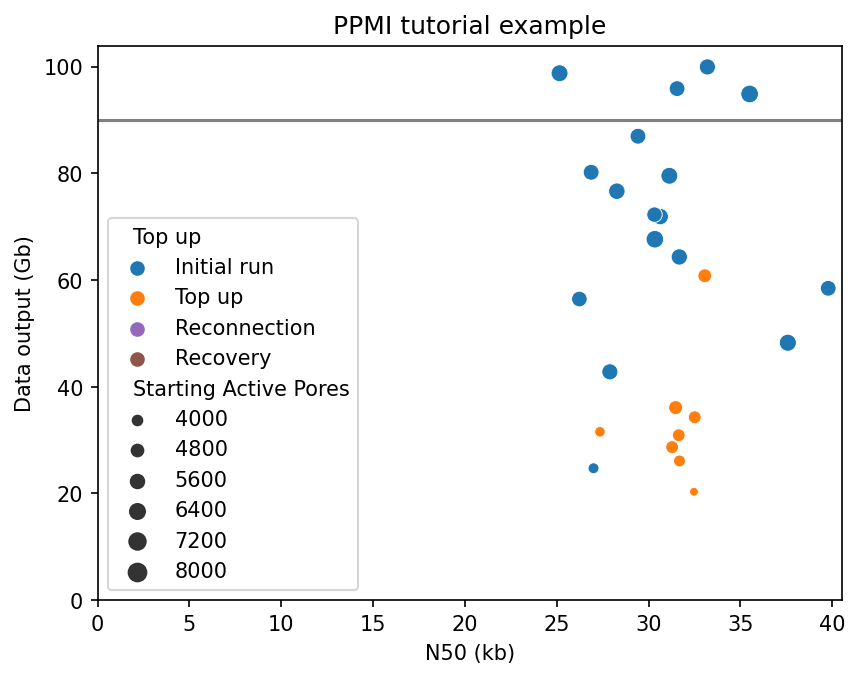 PPMI tutorial example
Data output (Gb)
100
80
60
40
20
0
Top up
Initial run
Top up
Reconnection
Recovery
Starting Active Pores
4000
4800
5600
6400
7200
8000
0 5 10 15 20 25 30 35 40
N50 (kb)